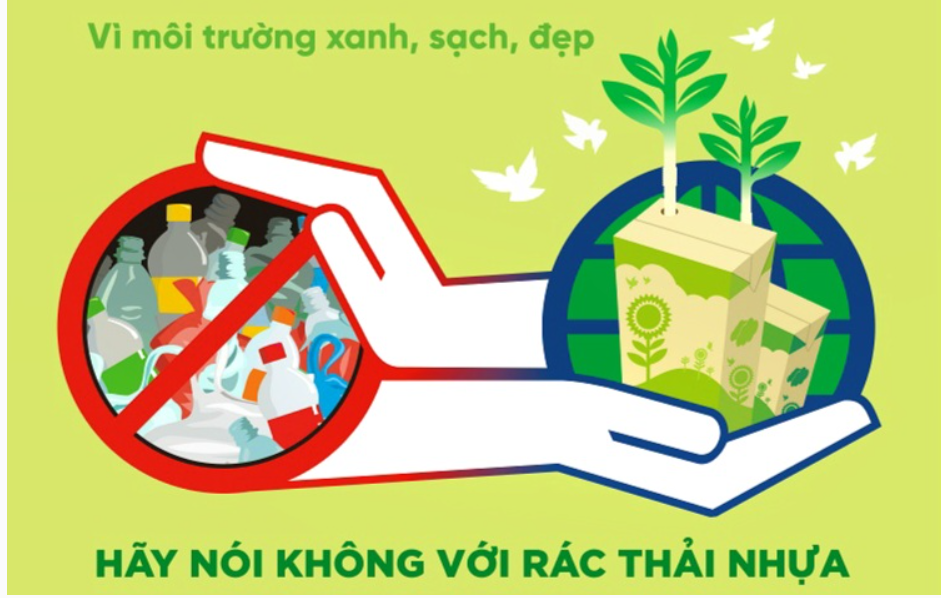 Vì môi trường xanh, sạch, đẹp
HÃY NÓI KHÔNG VỚI RÁC THẢI NHỰA